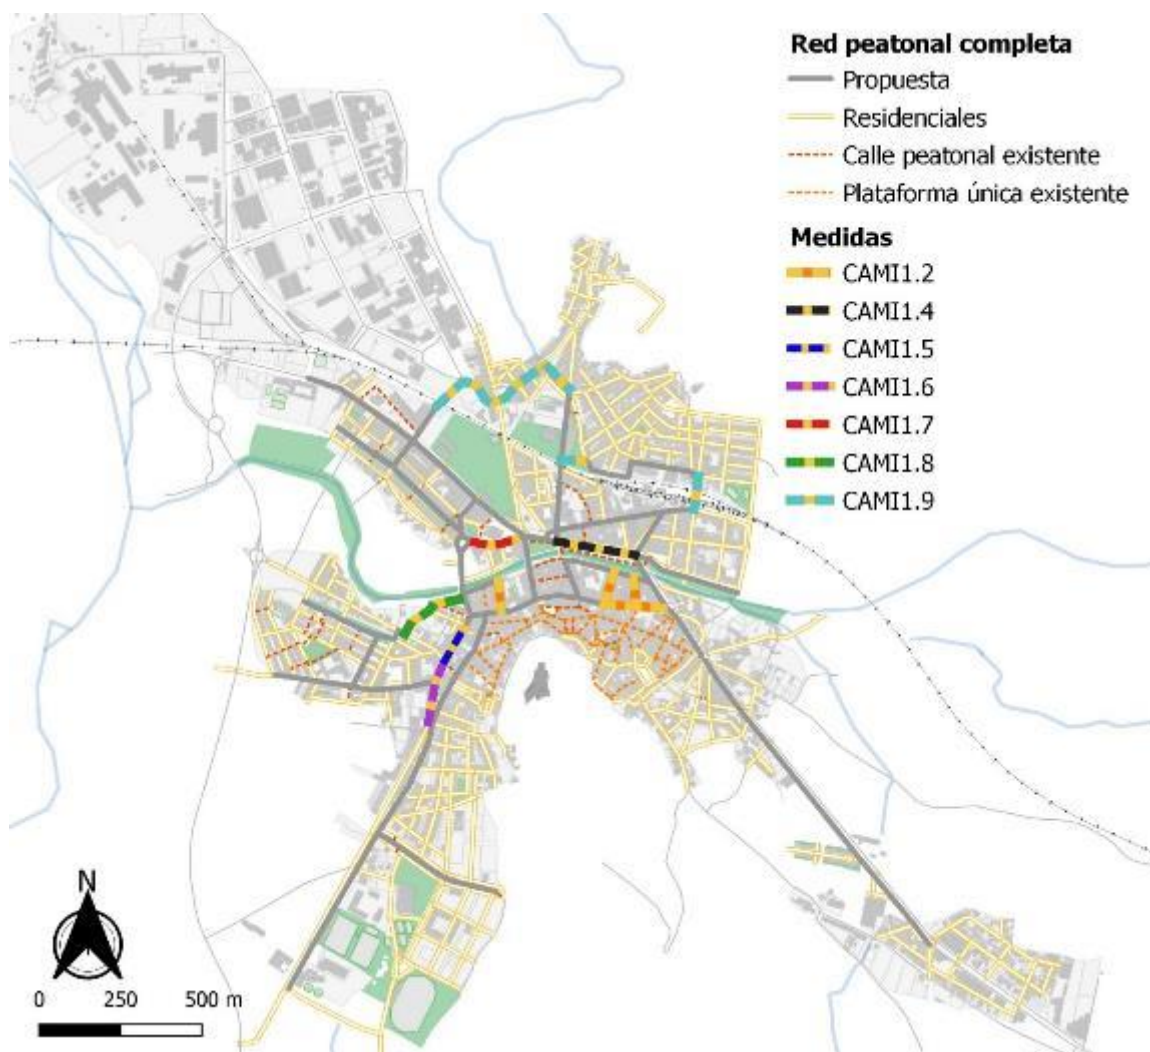 Red peatonal completa
Propuesta
Residenciales
Calle peatonal existente
Plataforma única existente
Medidas
CAMI1.2
CAMI1.4
CAMI1.5
CAMI1.6
CAMI1.7
CAMI1.8
CAMI1.9
N
0 250 500 m